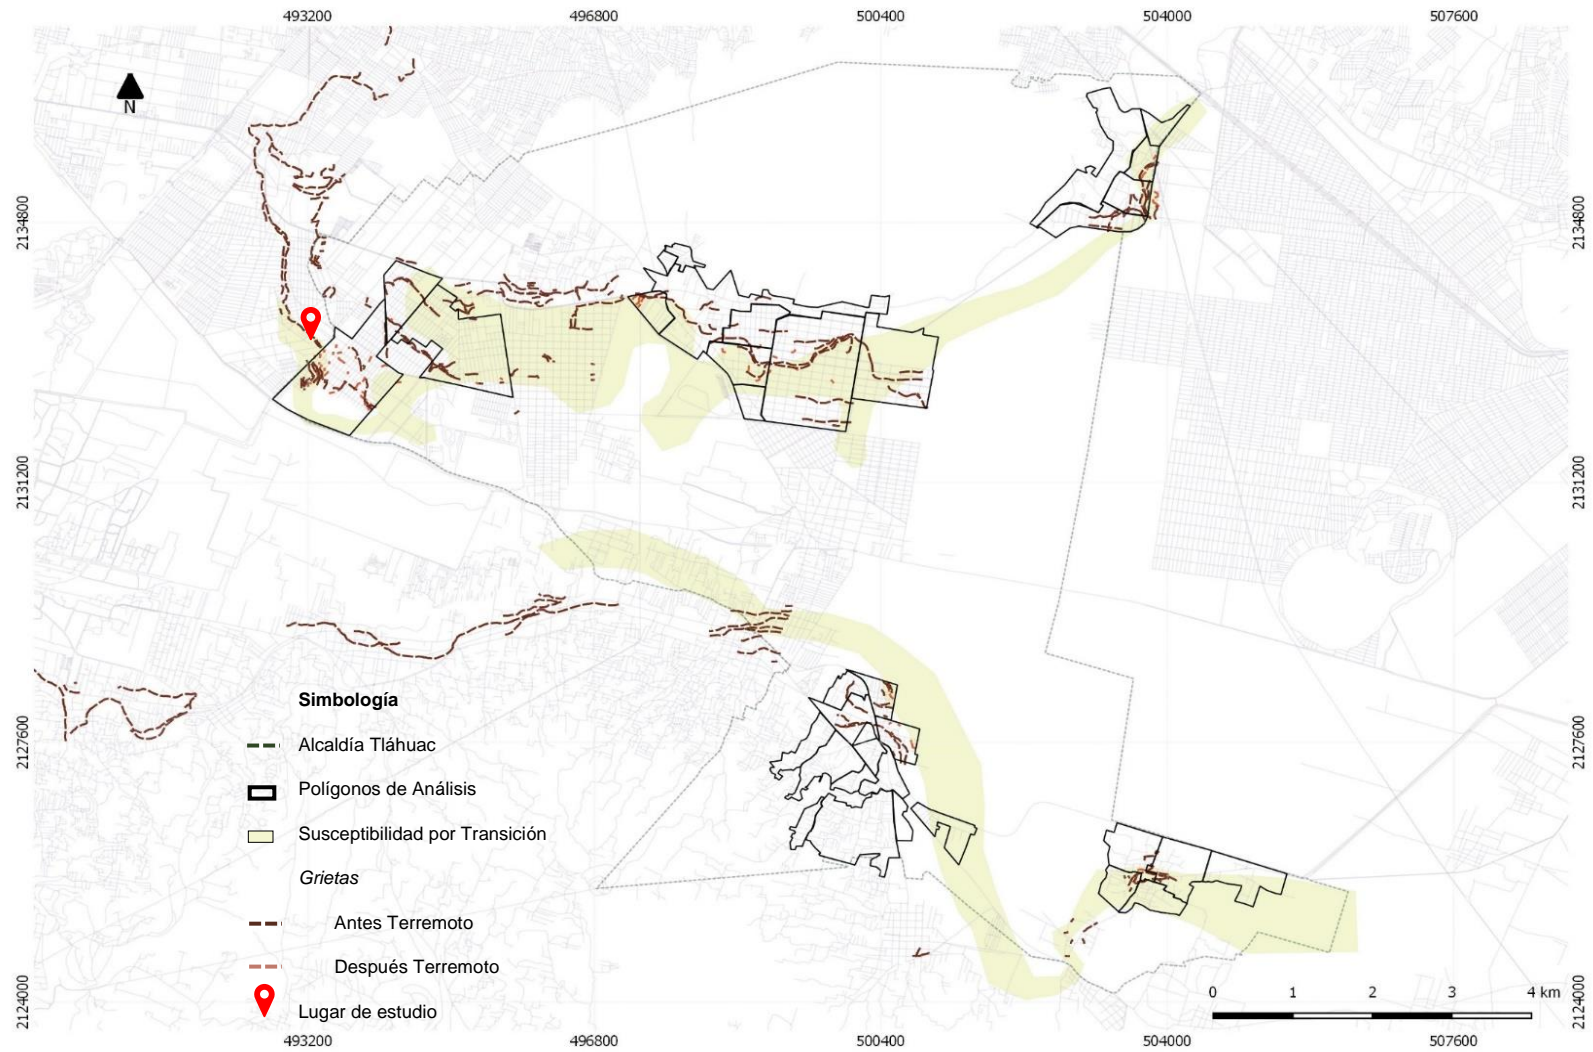 493200 496800 500400 504000 507600
N
2134800 2134800
2131200 2131200
2127600 2127600
2124000 2124000
Simbología
Alcaldía Tláhuac
Polígonos de Análisis
Susceptibilidad por Transición
Grietas
Antes Terremoto
Después Terremoto
Lugar de estudio
0 1 2 3 4 km
493200 496800 500400 504000 507600